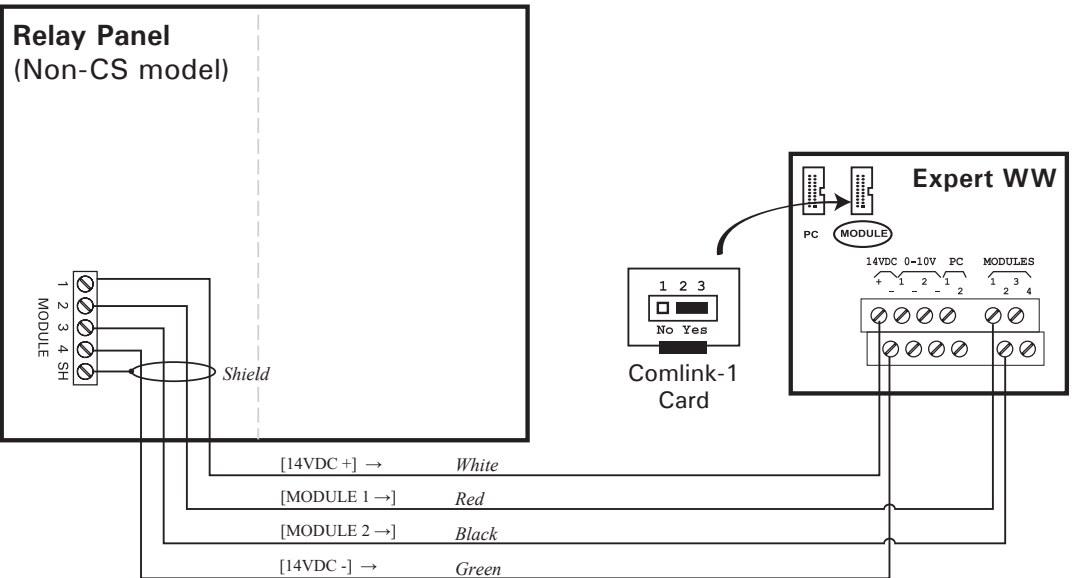 Relay Panel
(Non-CS model)
Expert WW
PC MODULE
14VDC 0-10V PC MODULES
+ 1 2 1 1 3
- - - 2 2 4
1 2 3
No Yes
Comlink-1
Card
1 2 3 4 SH
MODULE
Shield
[14VDC +] → White
[MODULE 1 →] Red
[MODULE 2 →] Black
[14VDC -] → Green